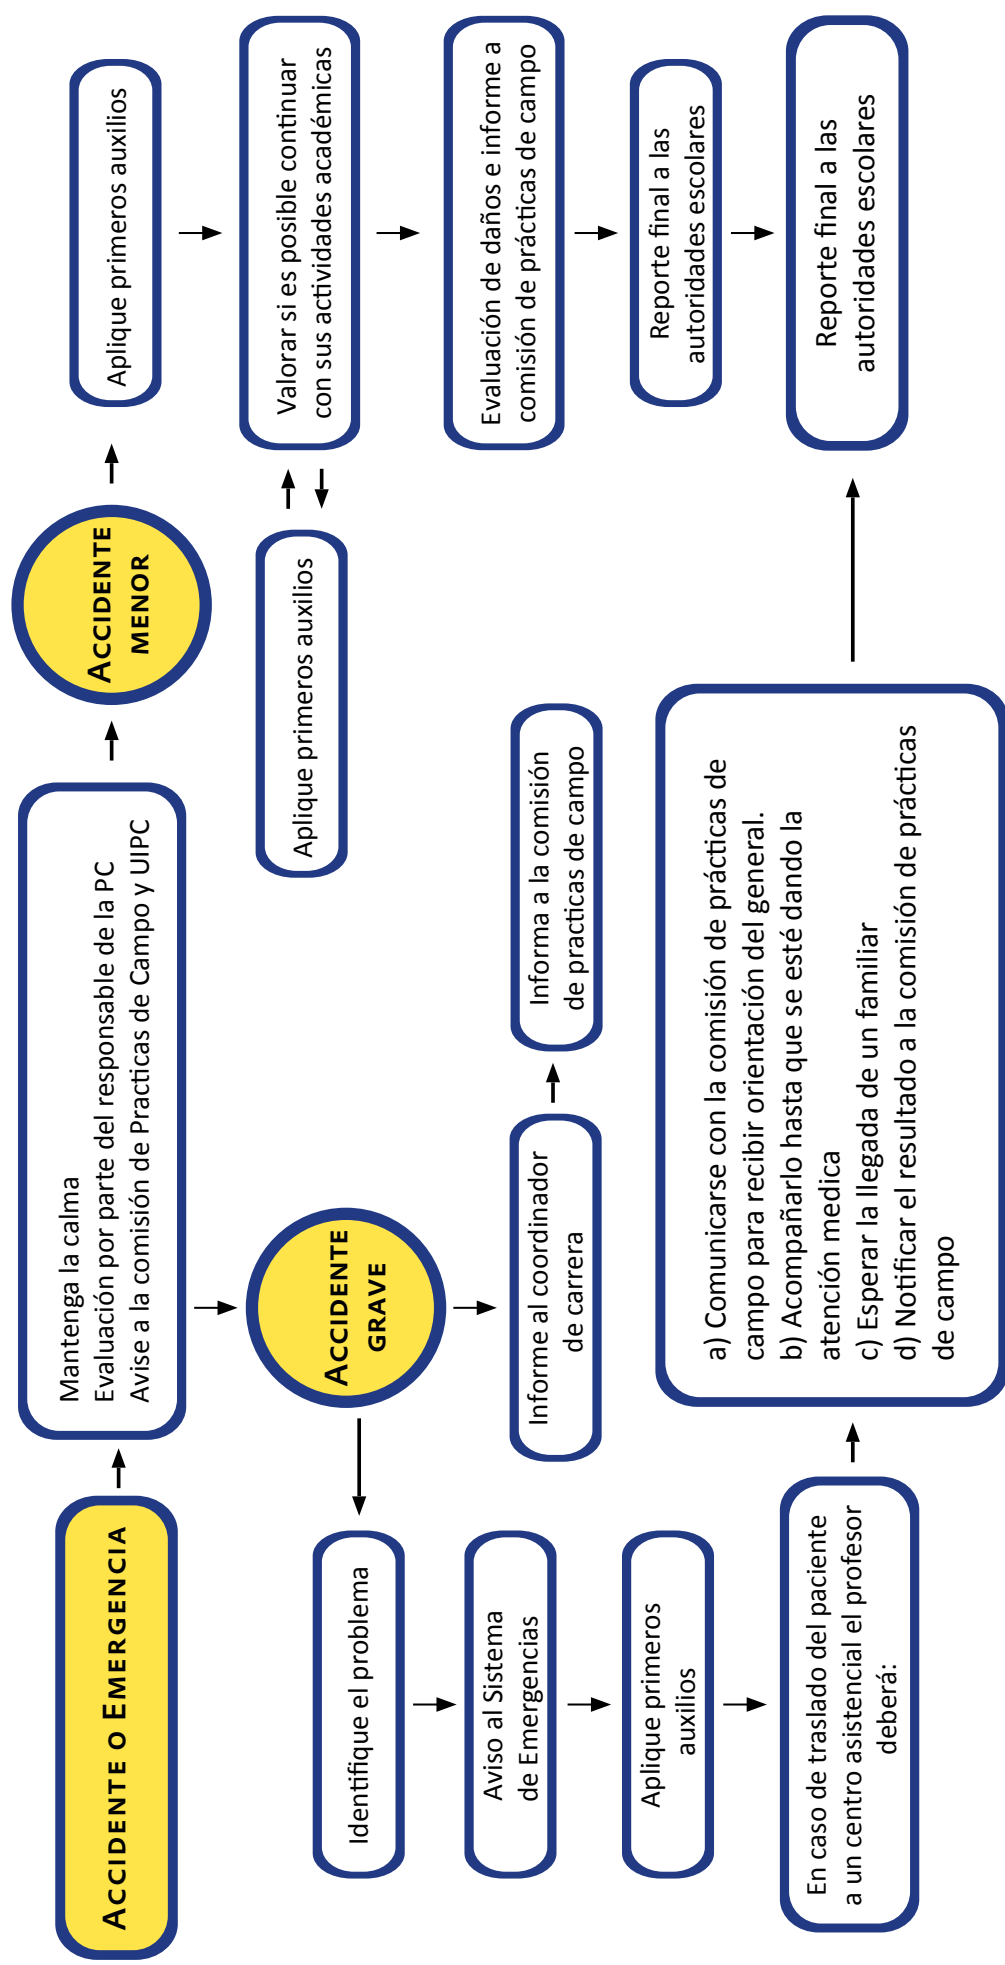 ACCIDENTE O EMERGENCIA
Mantenga la calma
Evaluación por parte del responsable de la PC
Avise a la comisión de Practicas de Campo y UIPC
ACCIDENTE
MENOR
Aplique primeros auxilios
Valorar si es posible continuar
con sus actividades académicas
Aplique primeros auxilios
Evaluación de daños e informe a
comisión de prácticas de campo
Reporte final a las
autoridades escolares
Reporte final a las
autoridades escolares
ACCIDENTE
GRAVE
Informe al coordinador
de carrera
Informa a la comisión
de practicas de campo
Identifique el problema
Aviso al Sistema
de Emergencias
Aplique primeros
auxilios
En caso de traslado del paciente
a un centro asistencial el profesor
deberá:
a) Comunicarse con la comisión de prácticas de
campo para recibir orientación del general.
b) Acompañarlo hasta que se esté dando la
atención medica
c) Esperar la llegada de un familiar
d) Notificar el resultado a la comisión de prácticas
de campo